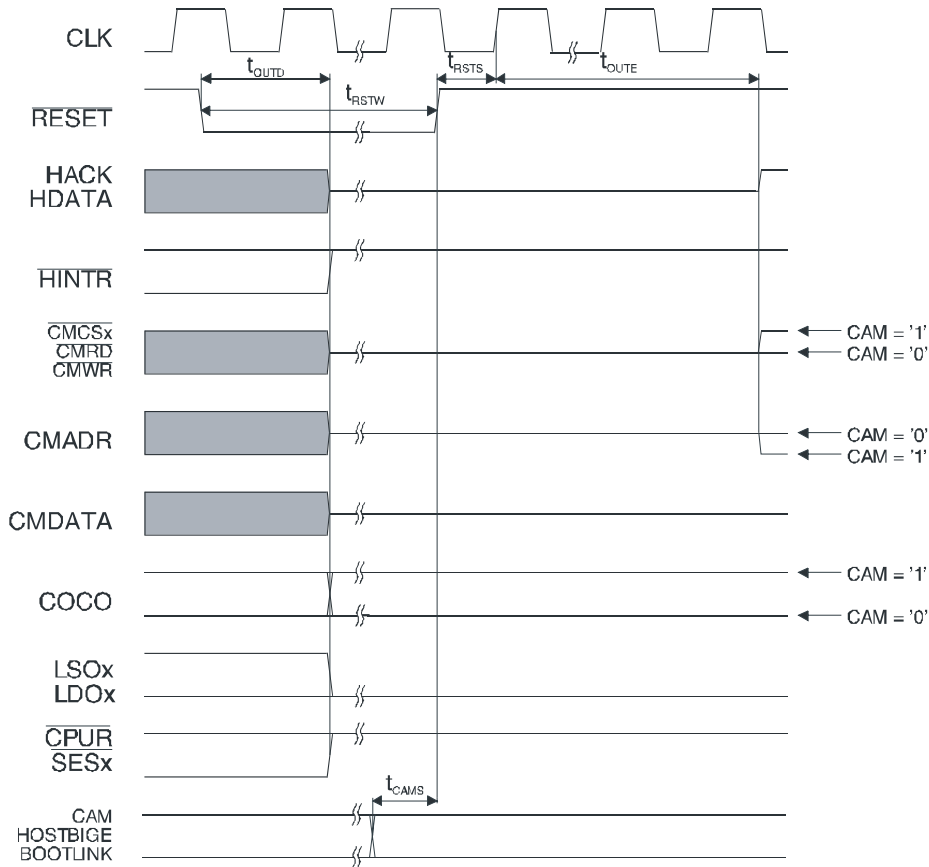 CLK
tOUTD
tRSTS
tOUTE
tRSTW
RESET
HACK
HDATA
HINTR
CMCSx
CMRD
CMWR
CAM = '1'
CAM = '0'
CMADR
CAM = '0'
CAM = '1'
CMDATA
COCO
CAM = '1'
CAM = '0'
LSOx
LDOx
CPUR
SESx
tCAMS
CAM
HOSTBIGE
BOOTLINK